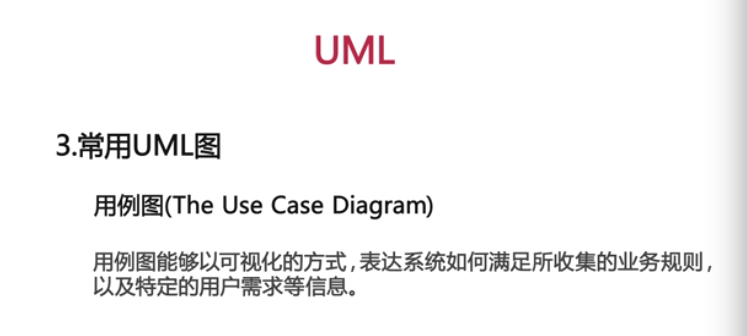 UML
3.常用UML图
用例图(The Use Case Diagram)
用例图能够以可视化的方式,表达系统如何满足所收集的业务规则,
以及特定的用户需求等信息。